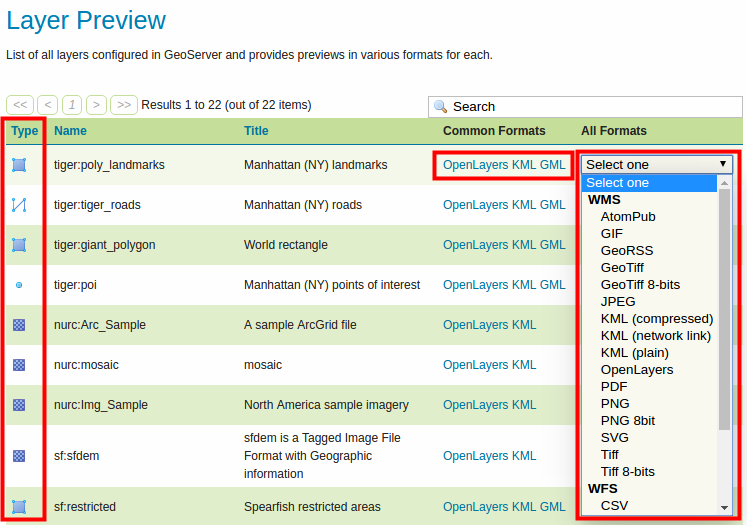 Layer Preview
List of all layers configured in GeoServer and provides previews in various formats for each.
<< < 1 > >> Results 1 to 22 (out of 22 items) Search
Type Name Title Common Formats All Formats
tiger:poly_landmarks Manhattan (NY) landmarks OpenLayers KML GML Select one
tiger:tiger_roads Manhattan (NY) roads OpenLayers KML GML
tiger:giant_polygon World rectangle OpenLayers KML GML
tiger:poi Manhattan (NY) points of interest OpenLayers KML GML
nurc:Arc_Sample A sample ArcGrid file OpenLayers KML
nurc:mosaic mosaic OpenLayers KML
nurc:Img_Sample North America sample imagery OpenLayers KML
sf:sfdem sfdem is a Tagged Image File
Format with Geographic
information OpenLayers KML
sf:restricted Spearfish restricted areas OpenLayers KML GML
Select one
WMS
AtomPub
GIF
GeoRSS
GeoTiff
GeoTiff 8-bits
JPEG
KML (compressed)
KML (network link)
KML (plain)
OpenLayers
PDF
PNG
PNG 8bit
SVG
Tiff
Tiff 8-bits
WFS
CSV